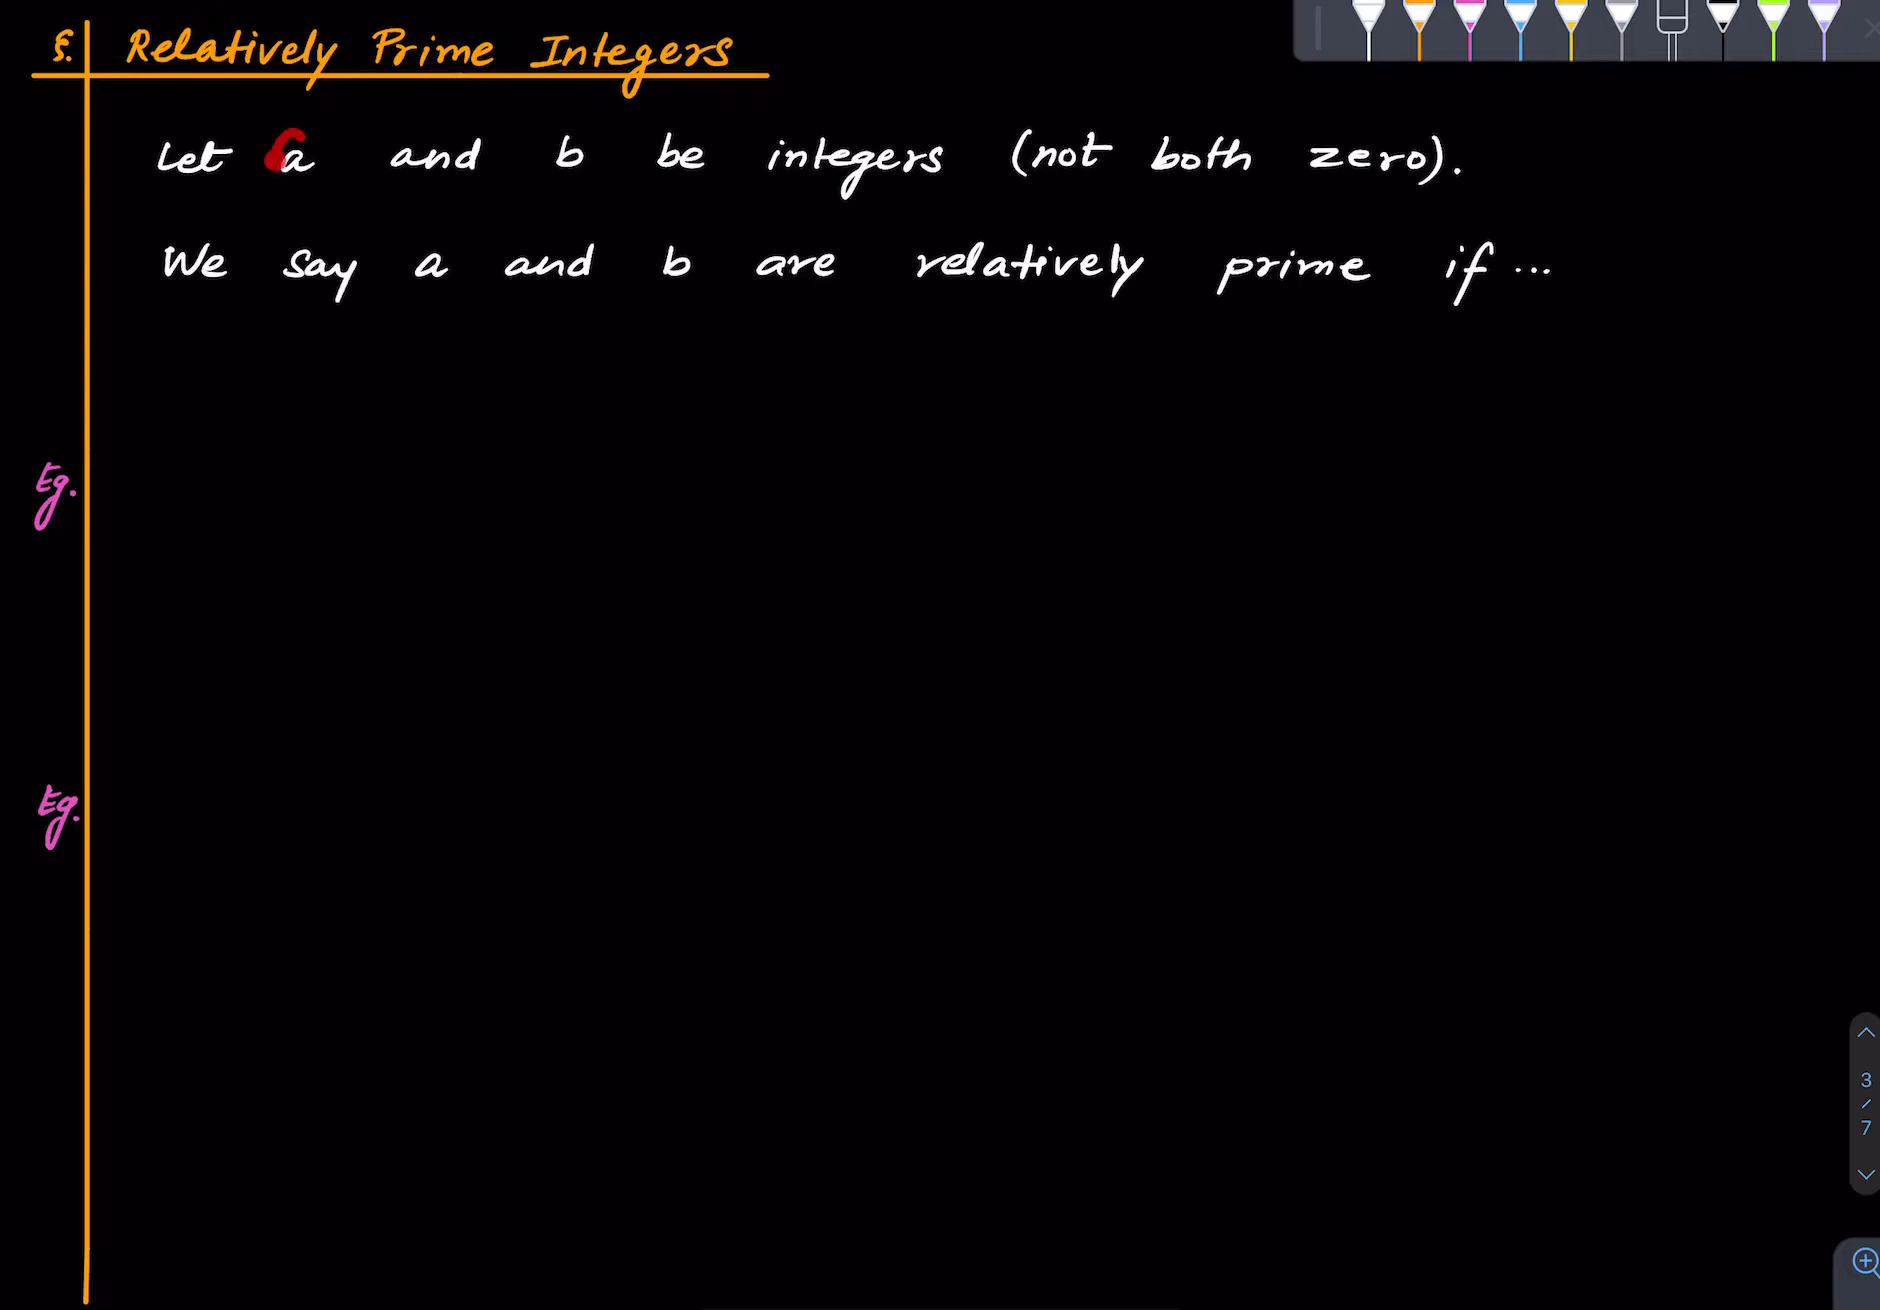 §. Relatively Prime Integers
Let a and b be integers (not both zero).
We say a and b are relatively prime if ...
Eg.
Eg.
3
/
7